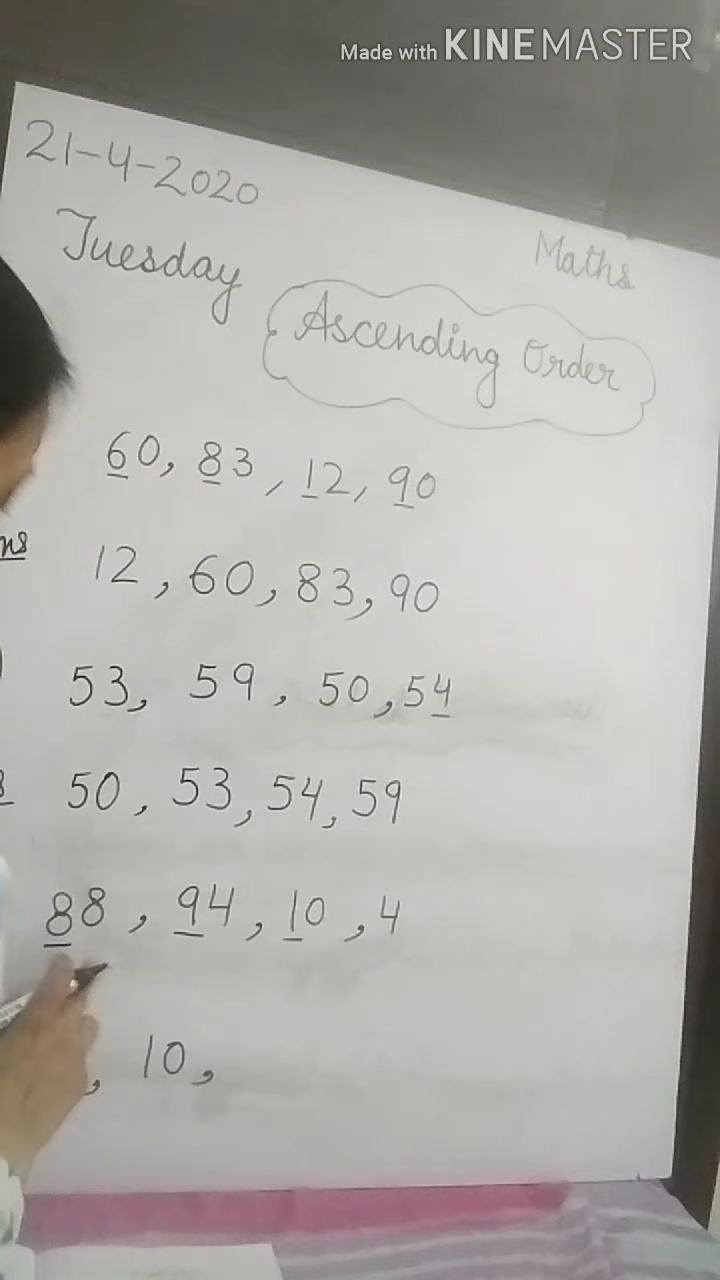 Made with KINEMASTER
21-4-2020
Tuesday
Maths
Ascending Order
60, 83, 12, 90
12, 60, 83, 90
53, 59, 50, 54
50, 53, 54, 59
88, 94, 10, 4
, 10,